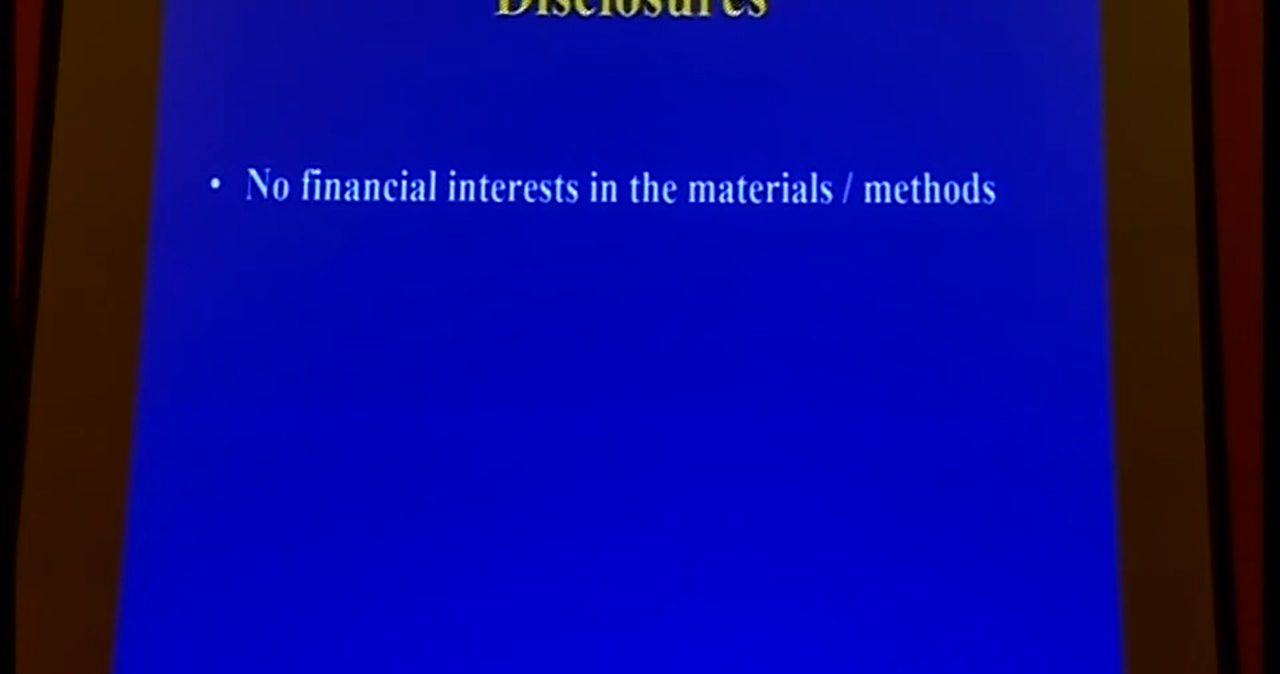 Disclosures
• No financial interests in the materials / methods